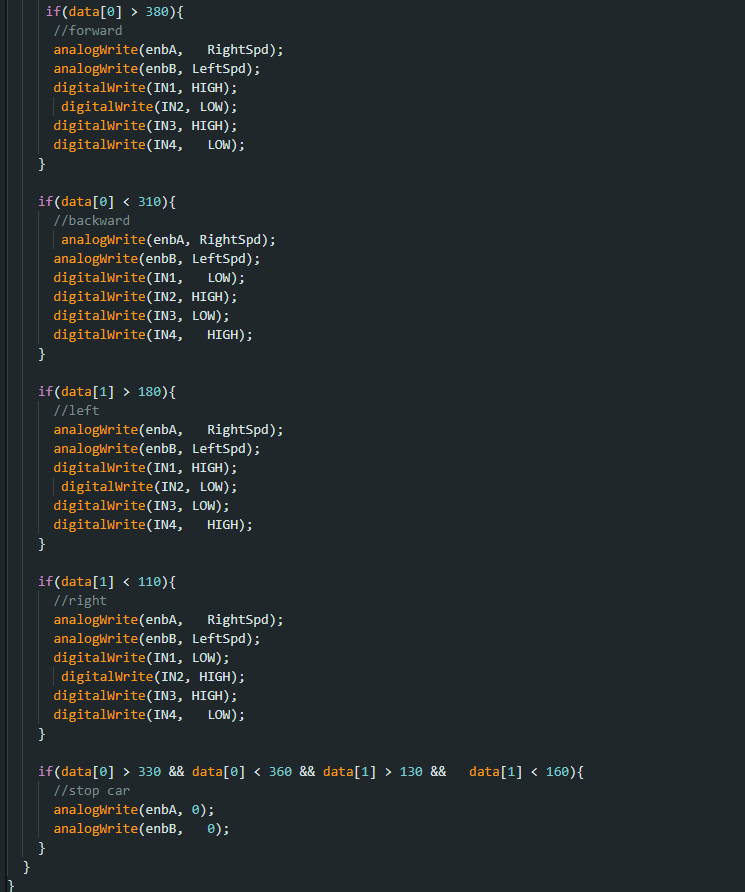 if(data[0] > 380){
//forward
analogWrite(enbA,   RightSpd);
analogWrite(enbB, LeftSpd);
digitalWrite(IN1, HIGH);
digitalWrite(IN2, LOW);
digitalWrite(IN3, HIGH);
digitalWrite(IN4,   LOW);
}
if(data[0] < 310){
//backward
analogWrite(enbA, RightSpd);
analogWrite(enbB, LeftSpd);
digitalWrite(IN1,   LOW);
digitalWrite(IN2, HIGH);
digitalWrite(IN3, LOW);
digitalWrite(IN4,   HIGH);
}
if(data[1] > 180){
//left
analogWrite(enbA,   RightSpd);
analogWrite(enbB, LeftSpd);
digitalWrite(IN1, HIGH);
digitalWrite(IN2, LOW);
digitalWrite(IN3, LOW);
digitalWrite(IN4,   HIGH);
}
if(data[1] < 110){
//right
analogWrite(enbA,   RightSpd);
analogWrite(enbB, LeftSpd);
digitalWrite(IN1, LOW);
digitalWrite(IN2, HIGH);
digitalWrite(IN3, HIGH);
digitalWrite(IN4,   LOW);
}
if(data[0] > 330 && data[0] < 360 && data[1] > 130 &&   data[1] < 160){
//stop car
analogWrite(enbA, 0);
analogWrite(enbB,   0);
}
}
}